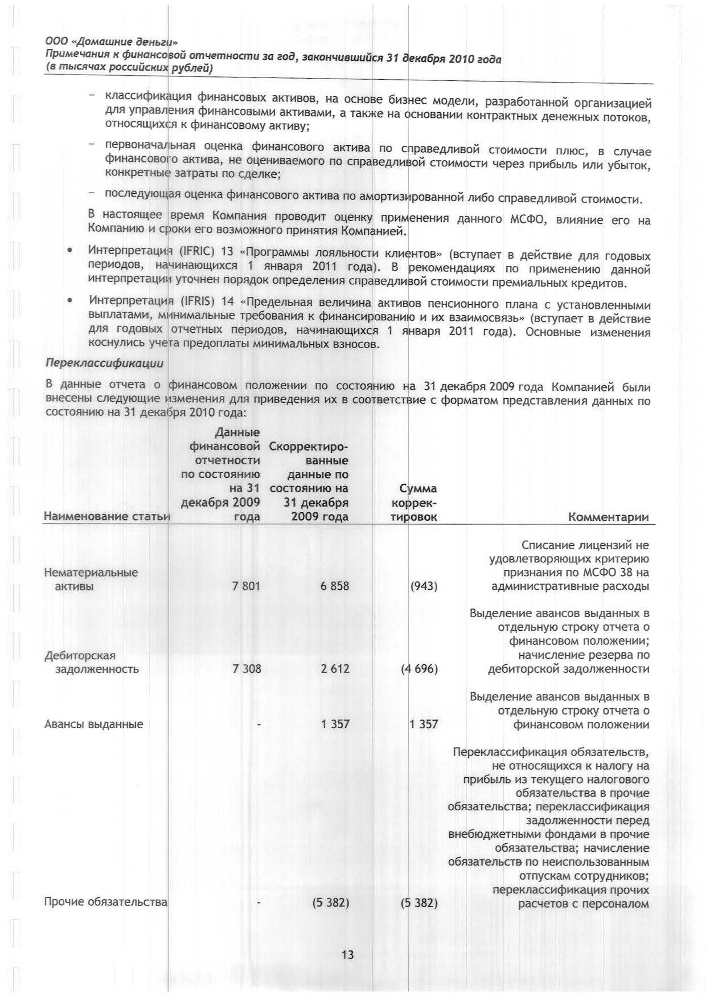 ООО «Домашние деньги»
Примечания к финансовой отчетности за год, закончившийся 31 декабря 2010 года
(в тысячах российских рублей)
– классификация финансовых активов, на основе бизнес модели, разработанной организацией
для управления финансовыми активами, а также на основании контрактных денежных потоков,
относящихся к финансовому активу;
– первоначальная оценка финансового актива по справедливой стоимости плюс, в случае
финансового актива, не оцениваемого по справедливой стоимости через прибыль или убыток,
конкретные затраты по сделке;
– последующая оценка финансового актива по амортизированной либо справедливой стоимости.
В настоящее время Компания проводит оценку применения данного МСФО, влияние его на
Компанию и сроки его возможного принятия Компанией.
• Интерпретация (IFRIC) 13 «Программы лояльности клиентов» (вступает в действие для годовых
периодов, начинающихся 1 января 2011 года). В рекомендациях по применению данной
интерпретации уточнен порядок определения справедливой стоимости премиальных кредитов.
• Интерпретация (IFRIS) 14 «Предельная величина активов пенсионного плана с установленными
выплатами, минимальные требования к финансированию и их взаимосвязь» (вступает в действие
для годовых отчетных периодов, начинающихся 1 января 2011 года). Основные изменения
коснулись учета предоплаты минимальных взносов.
Переклассификации
В данные отчета о финансовом положении по состоянию на 31 декабря 2009 года Компанией были
внесены следующие изменения для приведения их в соответствие с форматом представления данных по
состоянию на 31 декабря 2010 года:
Данные
финансовой Скорректиро-
отчетности ванные
по состоянию данные по
на 31 состоянию на Сумма
декабря 2009 31 декабря коррек-
Наименование статьи года 2009 года тировок Комментарии
Списание лицензий не
удовлетворяющих критерию
Нематериальные признания по МСФО 38 на
активы 7 801 6 858 (943) административные расходы
Выделение авансов выданных в
отдельную строку отчета о
финансовом положении;
Дебиторская начисление резерва по
задолженность 7 308 2 612 (4 696) дебиторской задолженности
Выделение авансов выданных в
отдельную строку отчета о
Авансы выданные - 1 357 1 357 финансовом положении
Переклассификация обязательств,
не относящихся к налогу на
прибыль из текущего налогового
обязательства в прочие
обязательства; переклассификация
задолженности перед
внебюджетными фондами в прочие
обязательства; начисление
обязательств по неиспользованным
отпускам сотрудников;
переклассификация прочих
Прочие обязательства - (5 382) (5 382) расчетов с персоналом
13